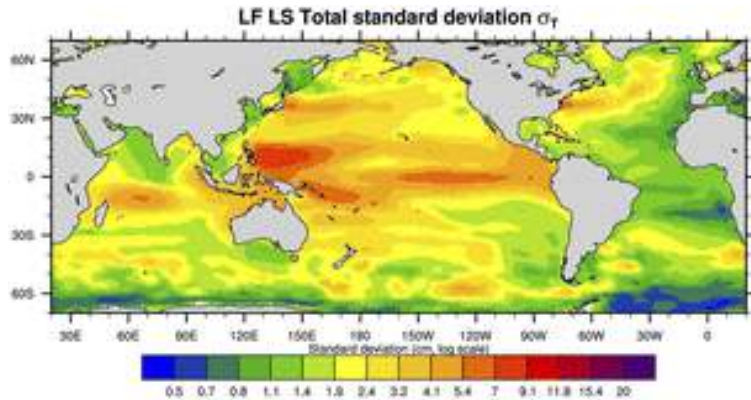 LF LS Total standard deviation σT
60N
30N
0
30S
60S
30E 60E 90E 120E 150E 180 150W 120W 90W 60W 30W 0
Standard deviation (cm, log scale)
0.5 0.7 0.8 1.1 1.4 1.8 2.4 3.2 4.1 5.4 7 9.1 11.8 15.4 20